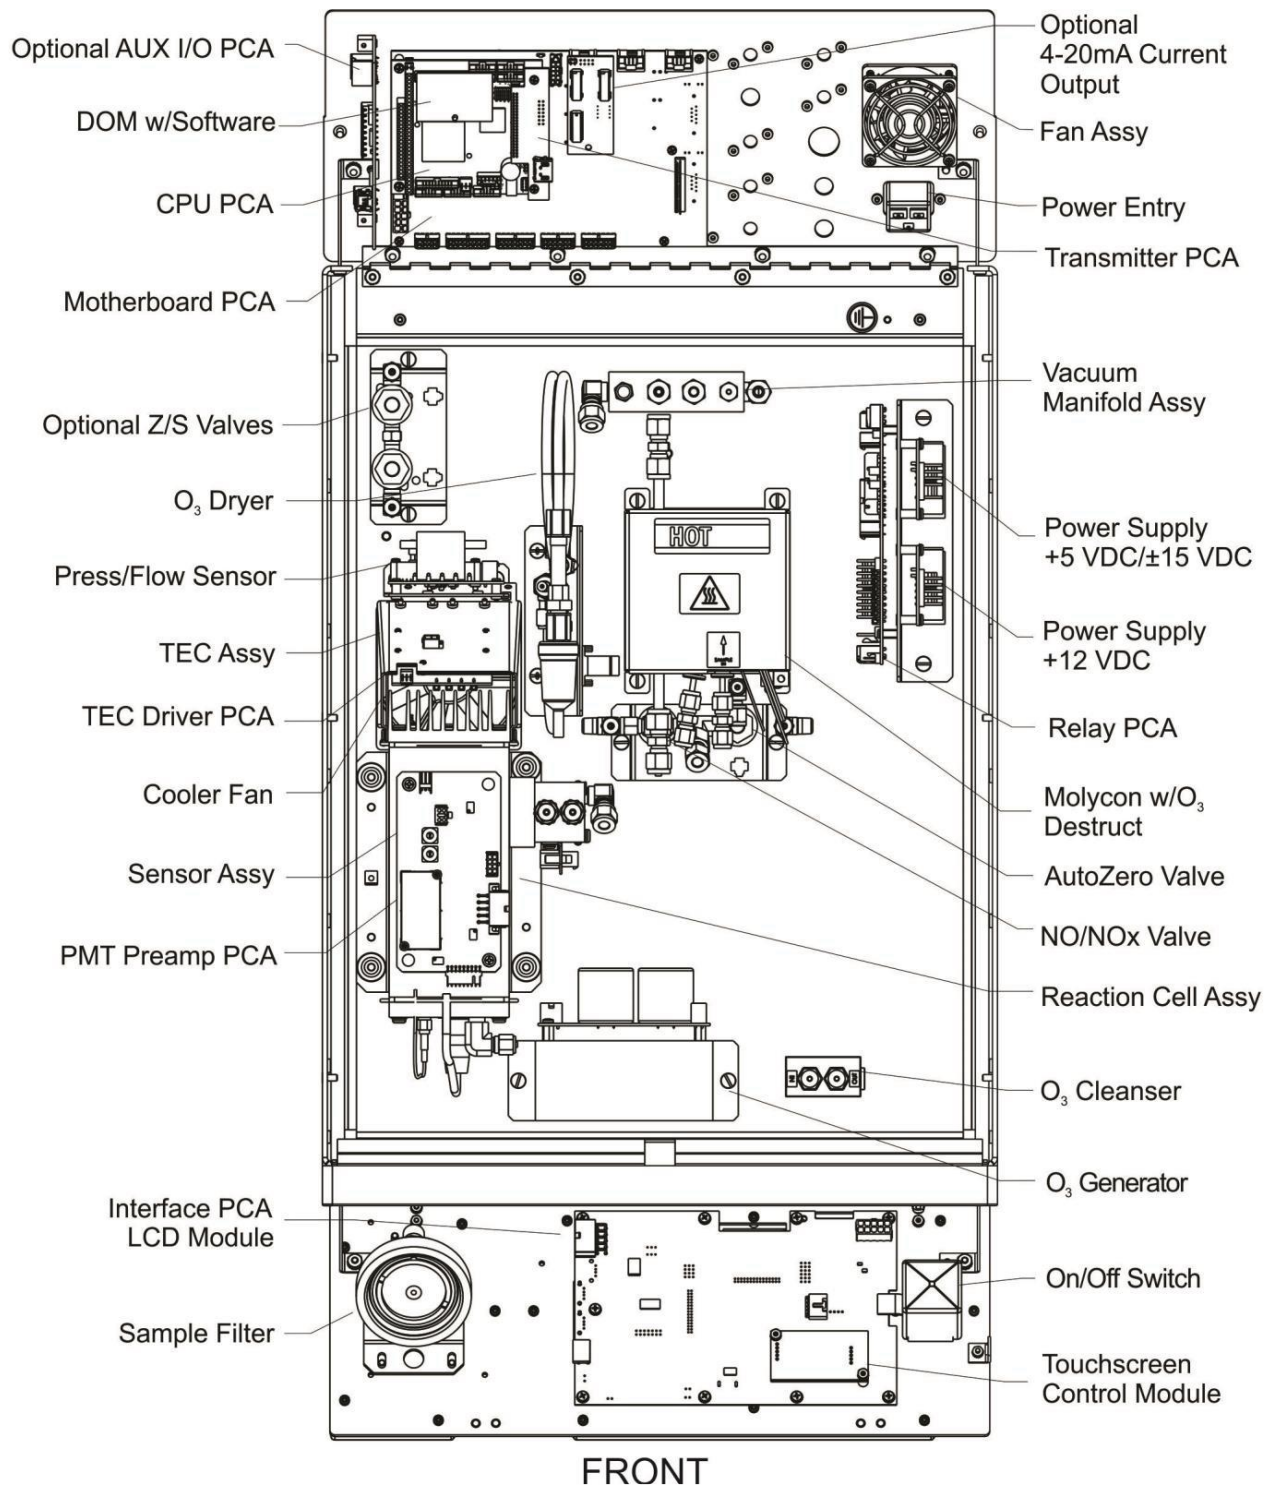 Optional AUX I/O PCA
DOM w/Software
CPU PCA
Motherboard PCA
Optional Z/S Valves
O₃ Dryer
Press/Flow Sensor
TEC Assy
TEC Driver PCA
Cooler Fan
Sensor Assy
PMT Preamp PCA
Interface PCA
LCD Module
Sample Filter
Optional
4-20mA Current
Output
Fan Assy
Power Entry
Transmitter PCA
Vacuum
Manifold Assy
Power Supply
+5 VDC/±15 VDC
Power Supply
+12 VDC
Relay PCA
Molycon w/O₃
Destruct
AutoZero Valve
NO/NOx Valve
Reaction Cell Assy
O₃ Cleanser
O₃ Generator
On/Off Switch
Touchscreen
Control Module
HOT
FRONT